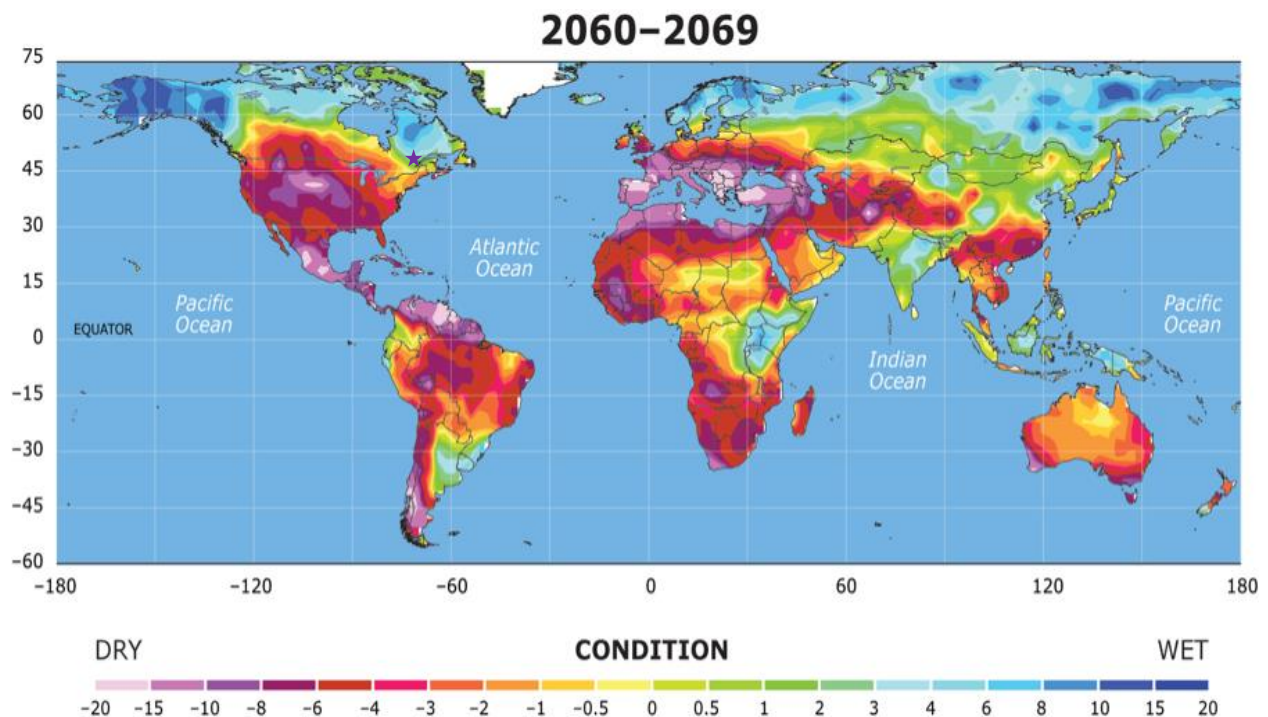 2060–2069
75
60
45
30
15
0
−15
−30
−45
−60
Atlantic
Ocean
Pacific
Ocean
EQUATOR
Pacific
Ocean
Indian
Ocean
−180 −120 −60 0 60 120 180
DRY CONDITION WET
−20 −15 −10 −8 −6 −4 −3 −2 −1 −0.5 0 0.5 1 2 3 4 6 8 10 15 20